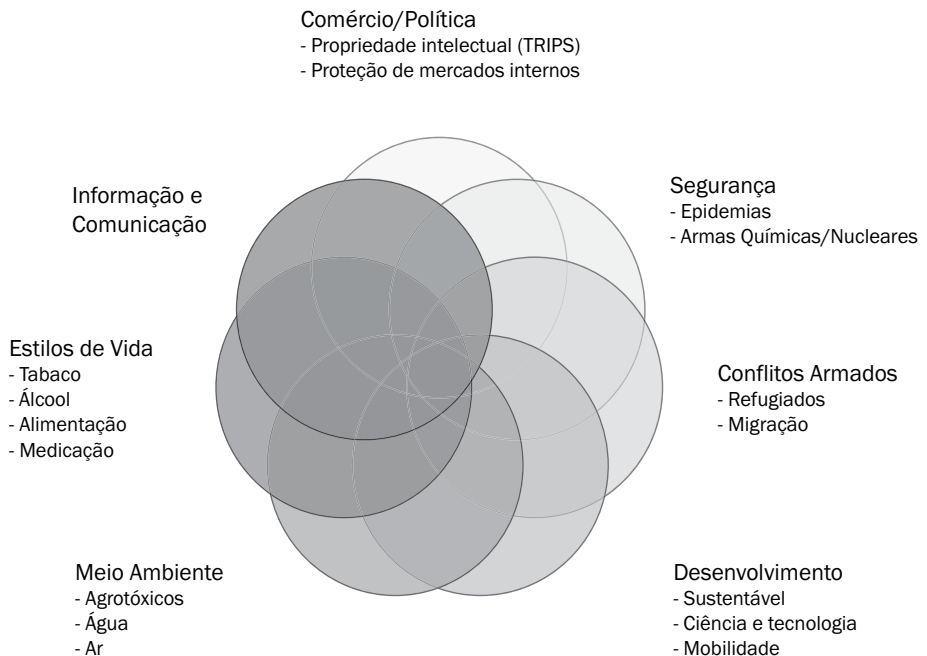 Comércio/Política
- Propriedade intelectual (TRIPS)
- Proteção de mercados internos
Informação e
Comunicação
Segurança
- Epidemias
- Armas Químicas/Nucleares
Estilos de Vida
- Tabaco
- Álcool
- Alimentação
- Medicação
Conflitos Armados
- Refugiados
- Migração
Meio Ambiente
- Agrotóxicos
- Água
- Ar
Desenvolvimento
- Sustentável
- Ciência e tecnologia
- Mobilidade